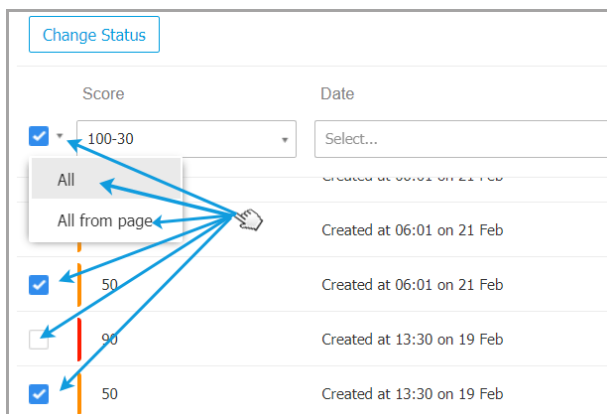 Change Status
Score Date
100-30 Select...
All
Created at 06:01 on 21 Feb
All from page
Created at 06:01 on 21 Feb
50 Created at 06:01 on 21 Feb
90 Created at 13:30 on 19 Feb
50 Created at 13:30 on 19 Feb